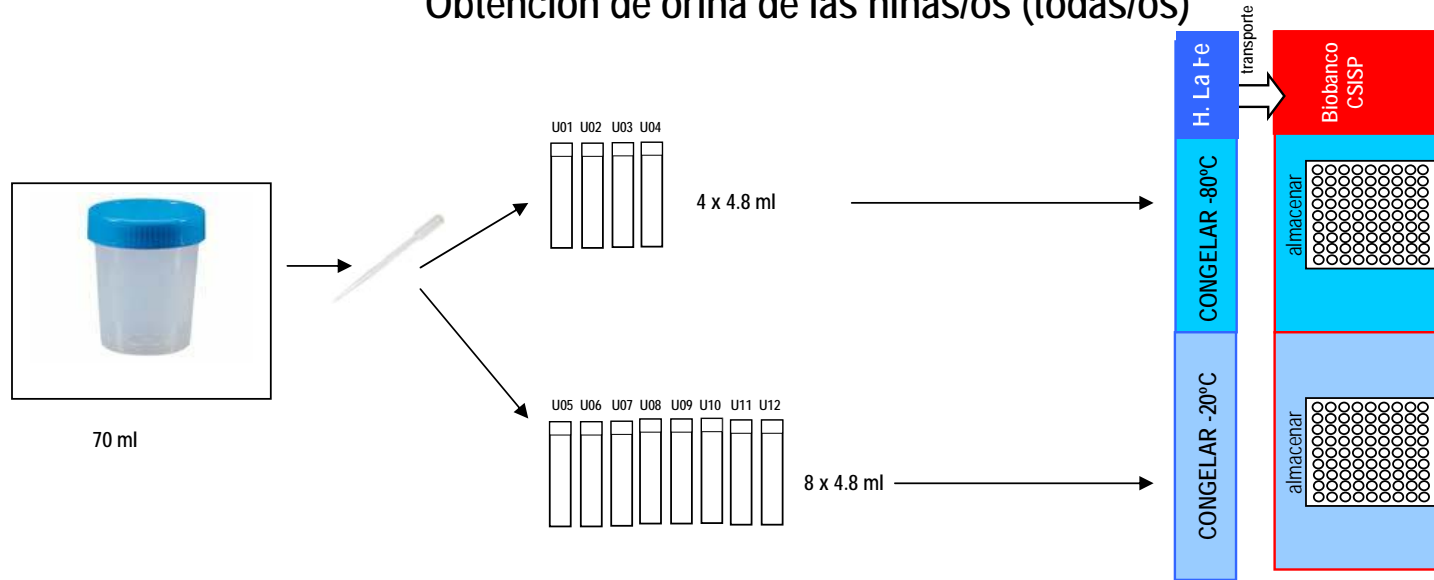 Obtención de orina de las niñas/os (todas/os)
transporte
H. La Fe
Biobanco
CSISP
U01 U02 U03 U04
4 x 4.8 ml
CONGELAR -80ºC
almacenar
70 ml
U05 U06 U07 U08 U09 U10 U11 U12
8 x 4.8 ml
CONGELAR -20ºC
almacenar